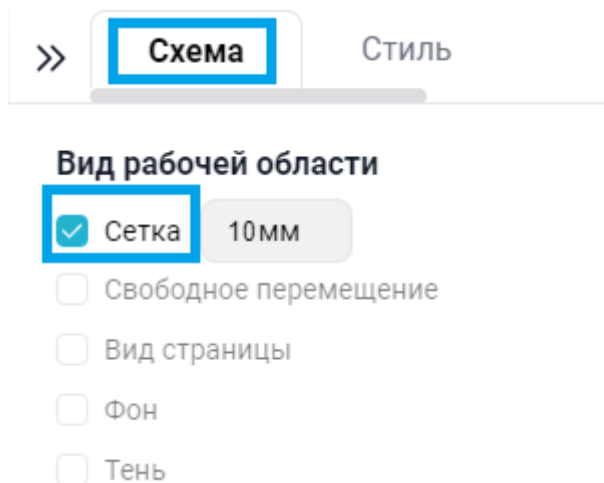 Схема Стиль
Вид рабочей области
Сетка 10мм
Свободное перемещение
Вид страницы
Фон
Тень